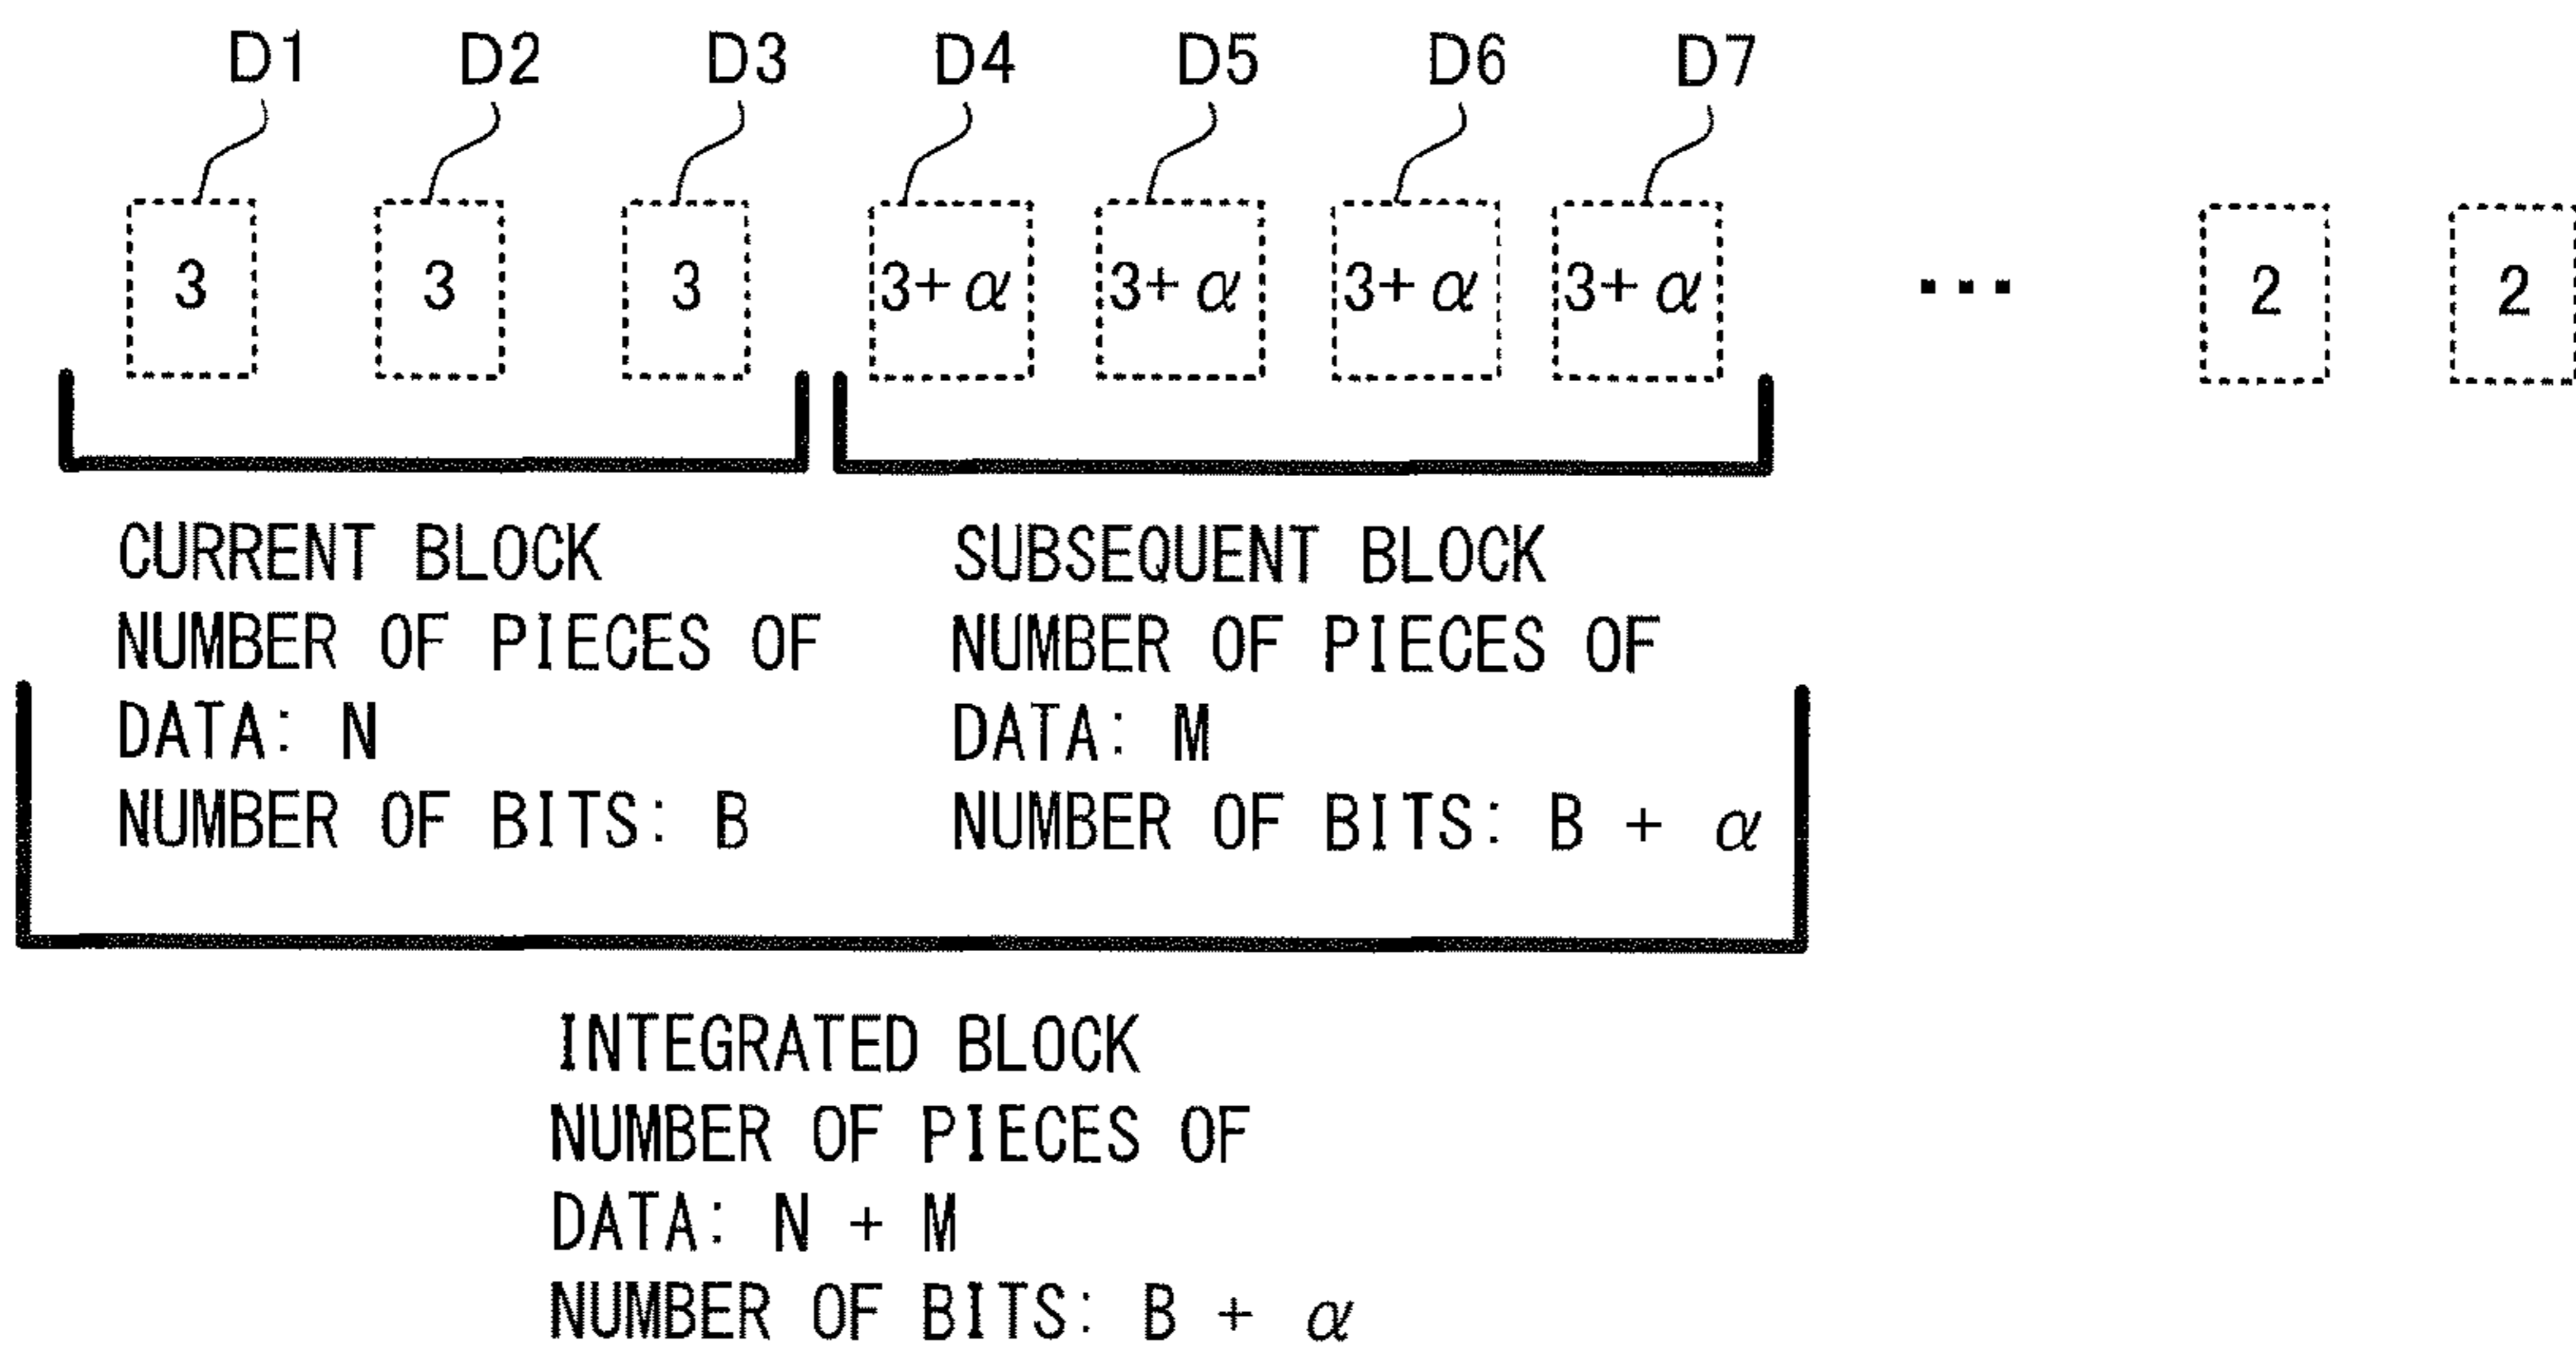 D1 D2 D3 D4 D5 D6 D7
3 3 3 3+α 3+α 3+α 3+α ... 2 2
CURRENT BLOCK
NUMBER OF PIECES OF
DATA: N
NUMBER OF BITS: B
SUBSEQUENT BLOCK
NUMBER OF PIECES OF
DATA: M
NUMBER OF BITS: B + α
INTEGRATED BLOCK
NUMBER OF PIECES OF
DATA: N + M
NUMBER OF BITS: B + α